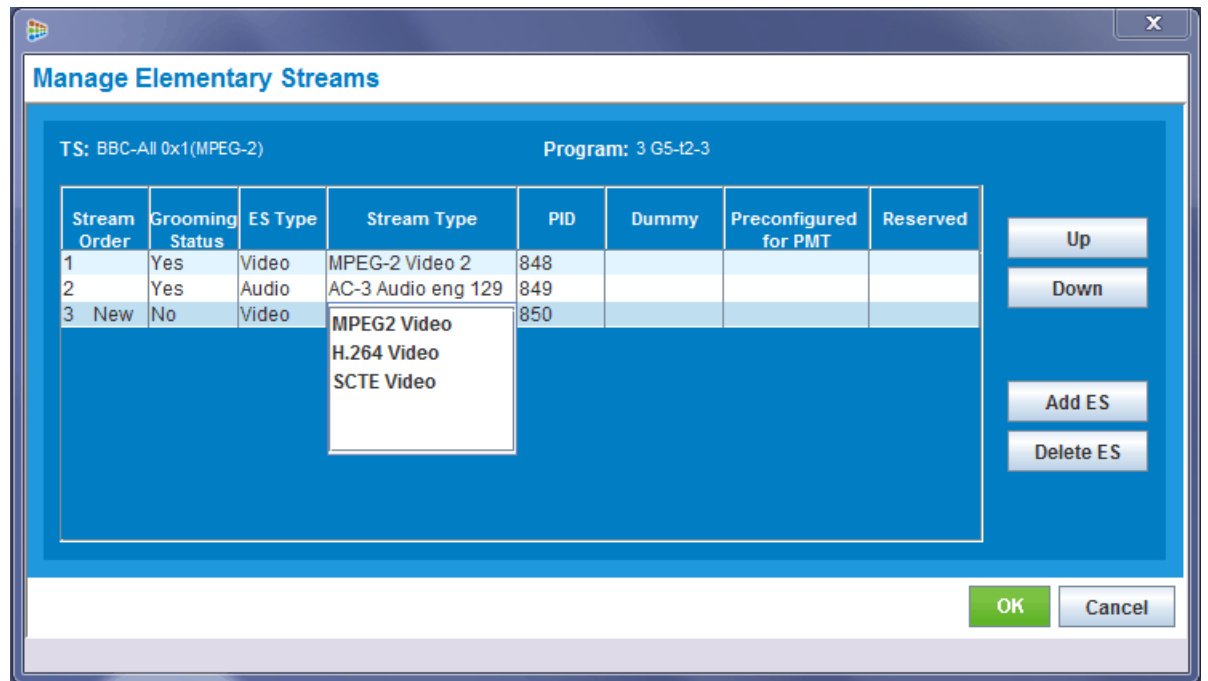 X
Manage Elementary Streams
TS: BBC-All 0x1(MPEG-2) Program: 3 G5-t2-3
Stream Order Grooming Status ES Type Stream Type PID Dummy Preconfigured for PMT Reserved
1 Yes Video MPEG-2 Video 2 848
2 Yes Audio AC-3 Audio eng 129 849
3 New No Video 850
MPEG2 Video
H.264 Video
SCTE Video
Up
Down
Add ES
Delete ES
OK Cancel